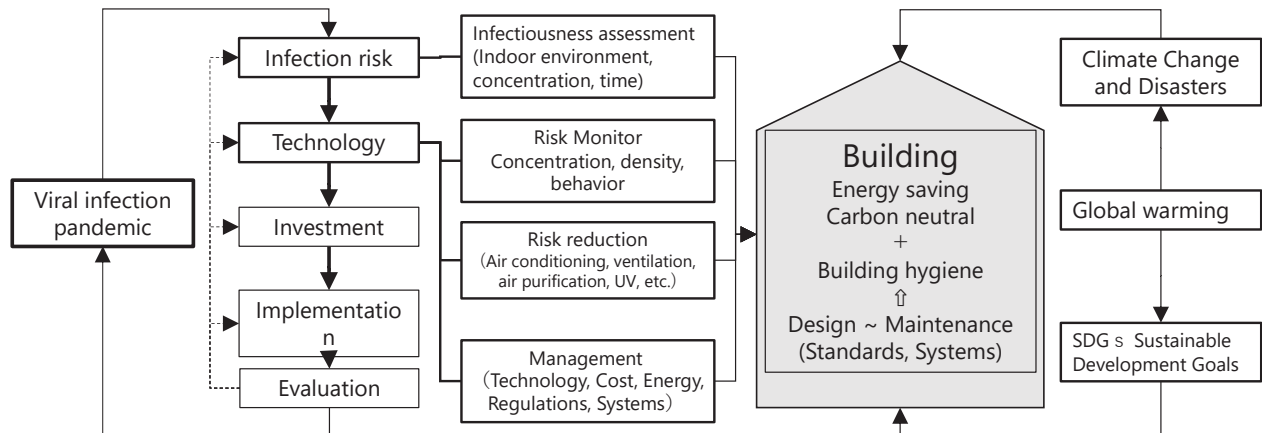 Viral infection
pandemic
Infection risk
Technology
Investment
Implementatio
n
Evaluation
Infectiousness assessment
(Indoor environment,
concentration, time)
Risk Monitor
Concentration, density,
behavior
Risk reduction
(Air conditioning, ventilation,
air purification, UV, etc.)
Management
(Technology, Cost, Energy,
Regulations, Systems)
Building
Energy saving
Carbon neutral
+
Building hygiene
⇧
Design ~ Maintenance
(Standards, Systems)
Climate Change
and Disasters
Global warming
SDGs Sustainable
Development Goals